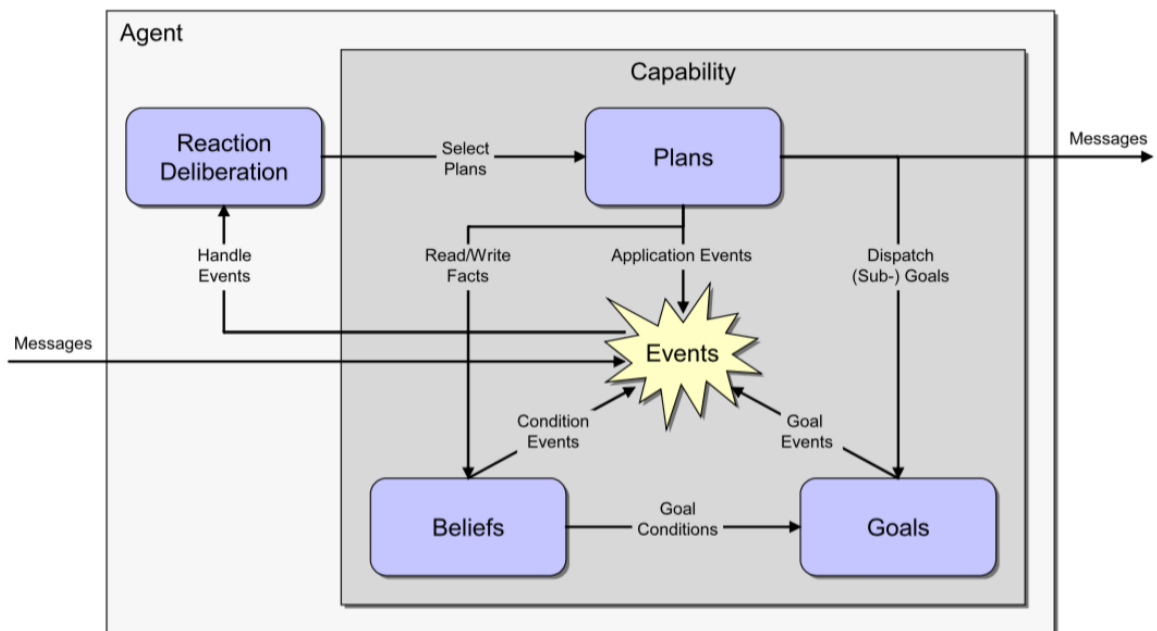 Agent
Capability
Reaction
Deliberation
Select
Plans
Plans
Messages
Handle
Events
Read/Write
Facts
Application Events
Dispatch
(Sub-) Goals
Messages
Events
Condition
Events
Goal
Events
Beliefs
Goal
Conditions
Goals